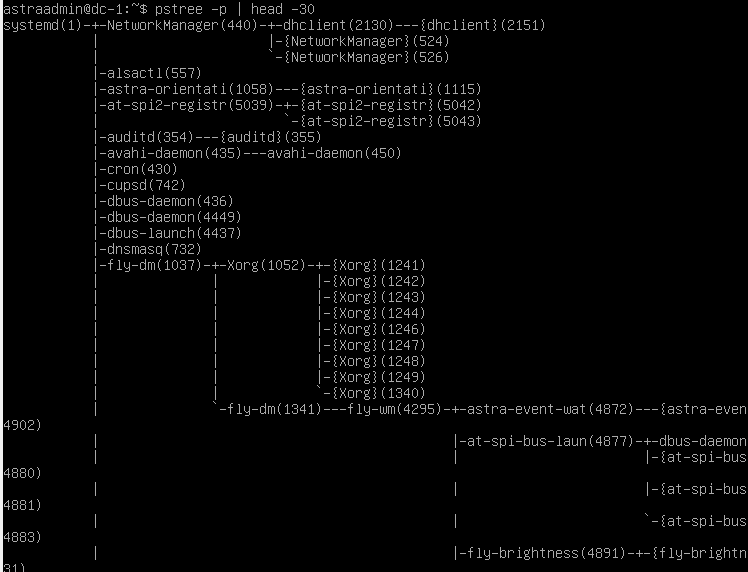 astraadmin@dc-1:~$ pstree -p | head -30
systemd(1)-+-NetworkManager(440)-+-dhclient(2130)---{dhclient}(2151)
           |                     |-{NetworkManager}(524)
           |                     `-{NetworkManager}(526)
           |-alsactl(557)
           |-astra-orientati(1058)---{astra-orientati}(1115)
           |-at-spi2-registr(5039)-+-{at-spi2-registr}(5042)
           |                       `-{at-spi2-registr}(5043)
           |-auditd(354)---{auditd}(355)
           |-avahi-daemon(435)---avahi-daemon(450)
           |-cron(430)
           |-cupsd(742)
           |-dbus-daemon(436)
           |-dbus-daemon(4449)
           |-dbus-launch(4437)
           |-dnsmasq(732)
           |-fly-dm(1037)-+-Xorg(1052)-+-{Xorg}(1241)
           |              |            |-{Xorg}(1242)
           |              |            |-{Xorg}(1243)
           |              |            |-{Xorg}(1244)
           |              |            |-{Xorg}(1246)
           |              |            |-{Xorg}(1247)
           |              |            |-{Xorg}(1248)
           |              |            |-{Xorg}(1249)
           |              |            `-{Xorg}(1340)
           |              `-fly-dm(1341)---fly-wm(4295)-+-astra-event-wat(4872)---{astra-even
4902)
           |                                            |-at-spi-bus-laun(4877)-+-dbus-daemon
           |                                            |                       |-{at-spi-bus
4880)
           |                                            |                       |-{at-spi-bus
4881)
           |                                            |                       `-{at-spi-bus
4883)
           |                                            |-fly-brightness(4891)-+-{fly-brightn
31)